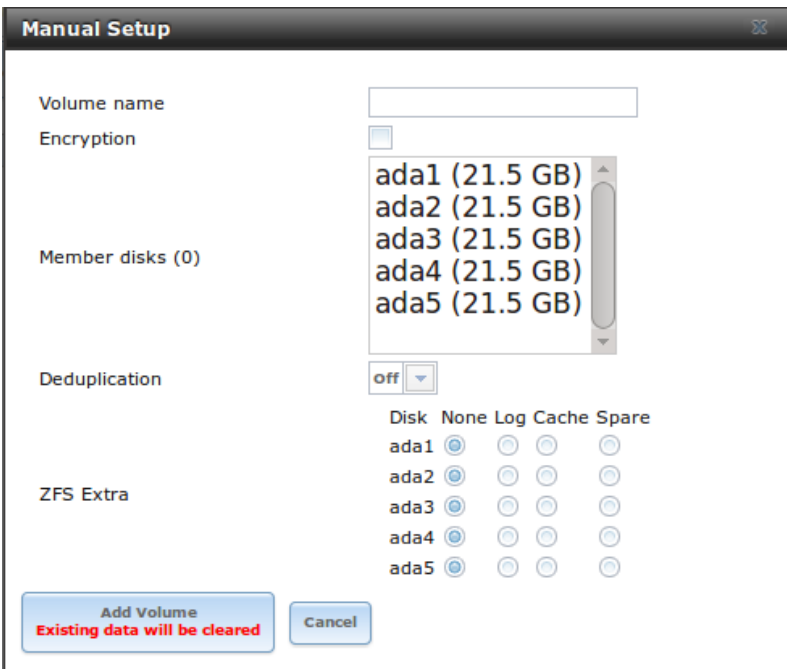 Manual Setup
Volume name
Encryption
Member disks (0)
ada1 (21.5 GB)
ada2 (21.5 GB)
ada3 (21.5 GB)
ada4 (21.5 GB)
ada5 (21.5 GB)
Deduplication
Off
ZFS Extra
Disk None Log Cache Spare
ada1
ada2
ada3
ada4
ada5
Add Volume
Existing data will be cleared
Cancel